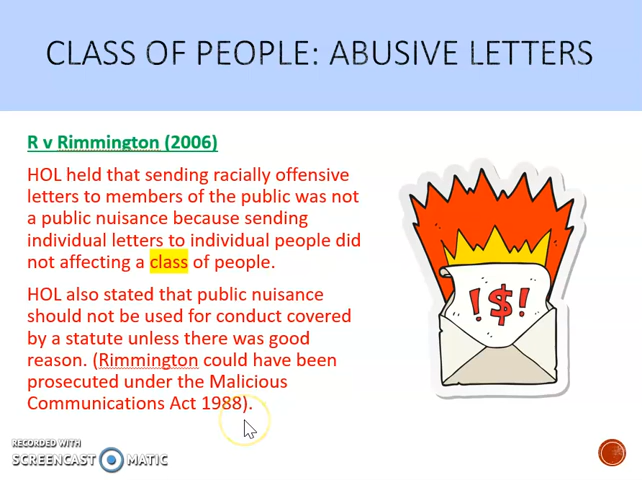 CLASS OF PEOPLE: ABUSIVE LETTERS
R v Rimmington (2006)
HOL held that sending racially offensive
letters to members of the public was not
a public nuisance because sending
individual letters to individual people did
not affecting a class of people.
HOL also stated that public nuisance
should not be used for conduct covered
by a statute unless there was good
reason. (Rimmington could have been
prosecuted under the Malicious
Communications Act 1988).
!$!
RECORDED WITH
SCREENCAST MATIC